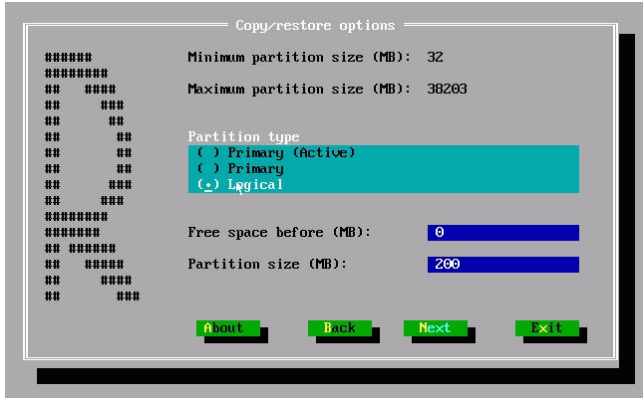 Copy/restore options
Minimum partition size (MB): 32
Maximum partition size (MB): 38203
Partition type
( ) Primary (Active)
( ) Primary
(•) Logical
Free space before (MB): 0
Partition size (MB): 200
About Back Next Exit